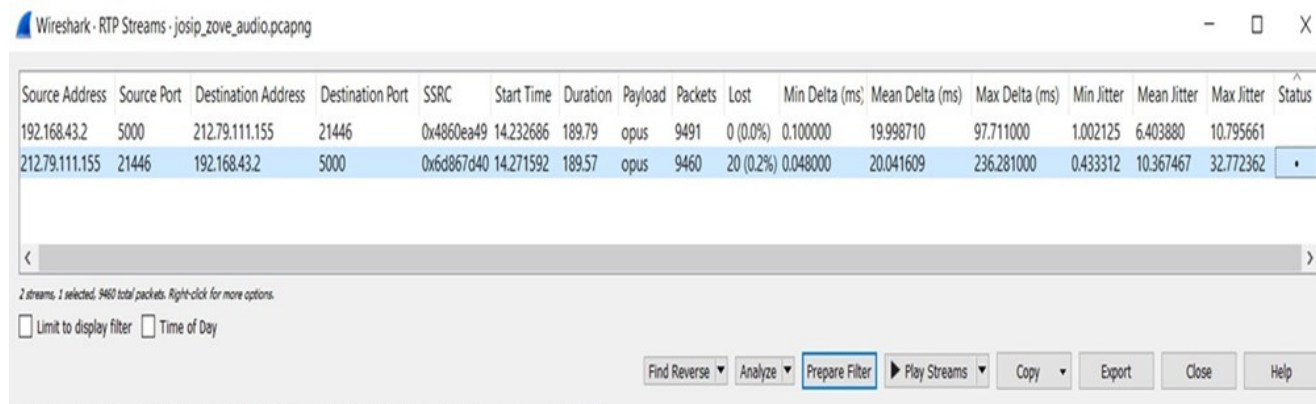 Wireshark · RTP Streams · josip_zove_audio.pcapng
Source Address Source Port Destination Address Destination Port SSRC Start Time Duration Payload Packets Lost Min Delta (ms) Mean Delta (ms) Max Delta (ms) Min Jitter Mean Jitter Max Jitter Status
192.168.43.2 5000 212.79.111.155 21446 0x4860ea49 14.232686 189.79 opus 9491 0 (0.0%) 0.100000 19.998710 97.711000 1.002125 6.403880 10.795661
212.79.111.155 21446 192.168.43.2 5000 0x6d867d40 14.271592 189.57 opus 9460 20 (0.2%) 0.048000 20.041609 236.281000 0.433312 10.367467 32.772362 •
2 streams, 1 selected, 9460 total packets. Right-click for more options.
Limit to display filter Time of Day
Find Reverse Analyze Prepare Filter Play Streams Copy Export Close Help